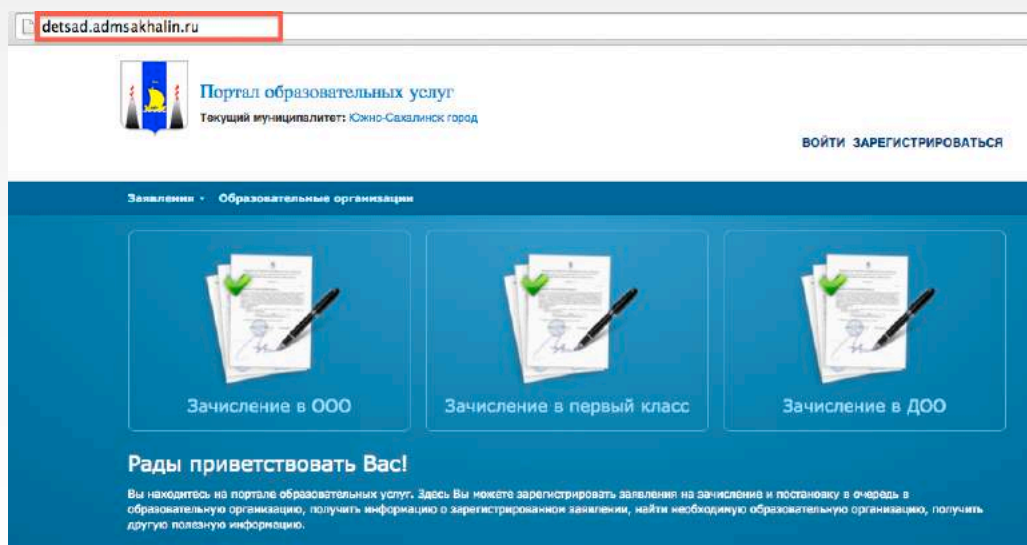 detsad.admsakhalin.ru
Портал образовательных услуг
Текущий муниципалитет: Южно-Сахалинск город
ВОЙТИ ЗАРЕГИСТРИРОВАТЬСЯ
Заявления Образовательные организации
Зачисление в ООО
Зачисление в первый класс
Зачисление в ДОО
Рады приветствовать Вас!
Вы находитесь на портале образовательных услуг. Здесь Вы можете зарегистрировать заявления на зачисление и постановку в очередь в
образовательную организацию, получить информацию о зарегистрированном заявлении, найти необходимую образовательную организацию, получить
другую полезную информацию.